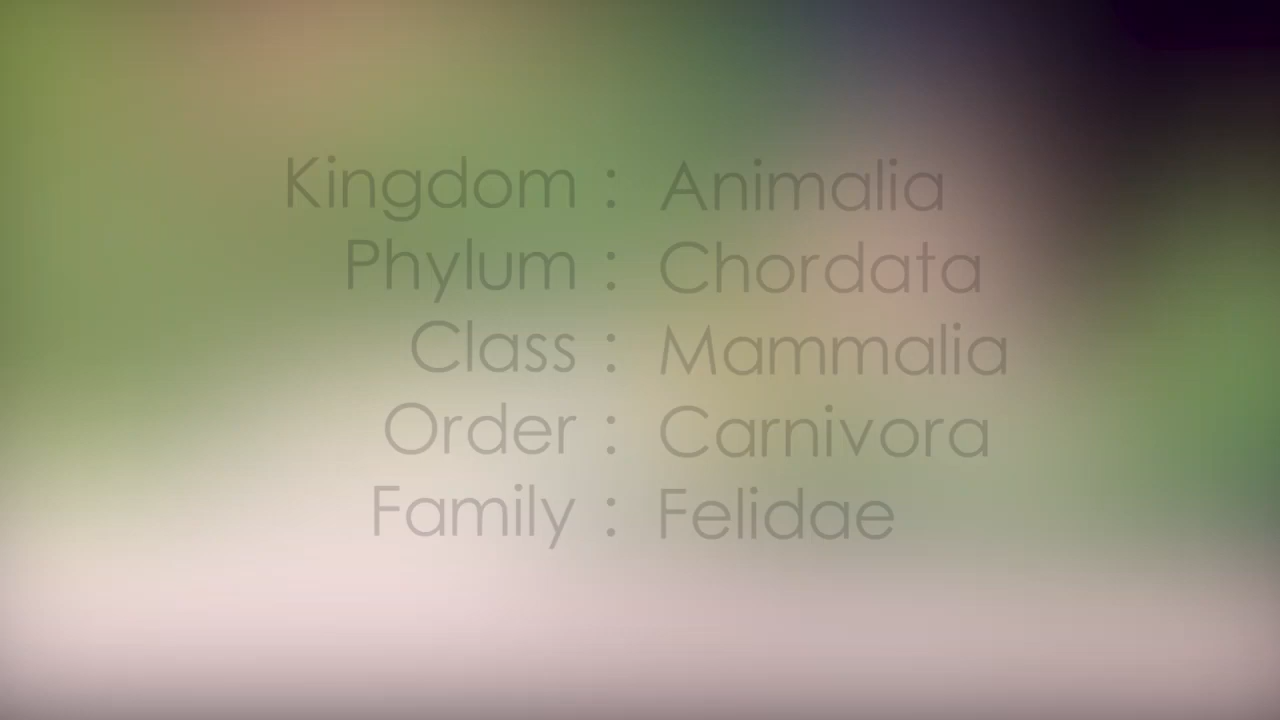 Kingdom : Animalia
Phylum : Chordata
Class : Mammalia
Order : Carnivora
Family : Felidae